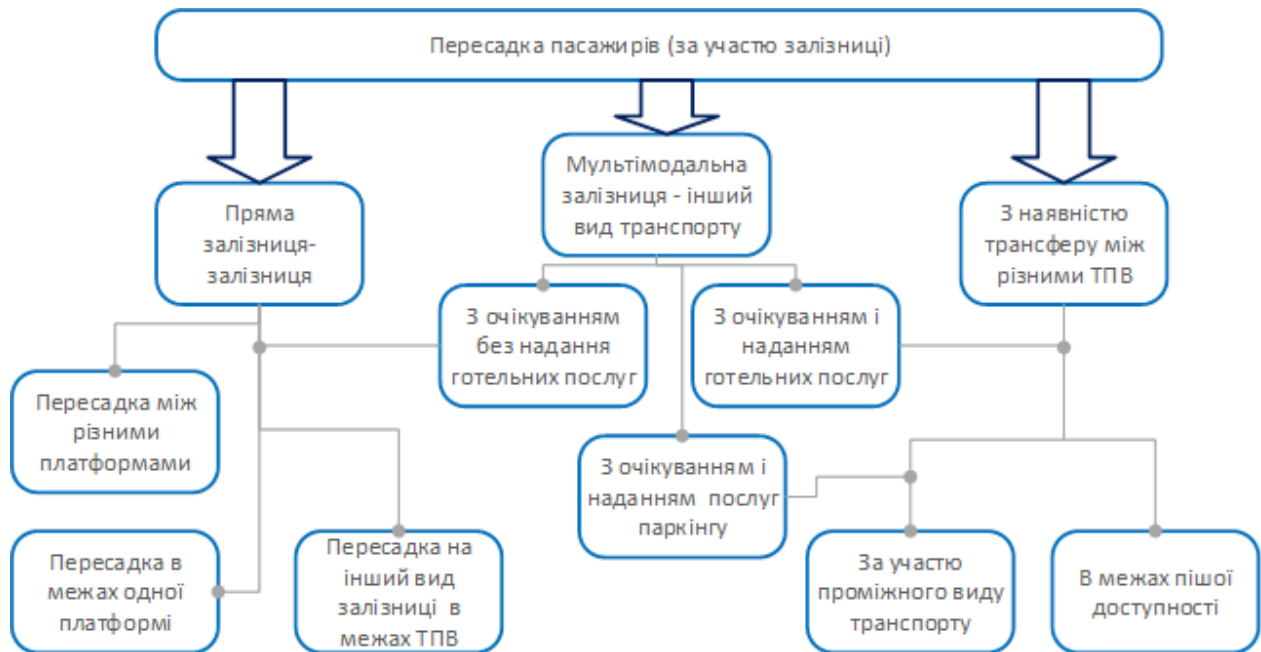 Пересадка пасажирів (за участю залізниці)
Мультімодальна
залізниця - інший
вид транспорту
Пряма
залізниця-
залізниця
З наявністю
трансферу між
різними ТПВ
З очікуванням
без надання
готельних послуг
З очікуванням і
наданням
готельних послуг
Пересадка між
різними
платформами
З очікуванням і
наданням послуг
паркінгу
Пересадка в
межах одної
платформі
Пересадка на
інший вид
залізниці в
межах ТПВ
За участю
проміжного виду
транспорту
В межах пішої
доступності